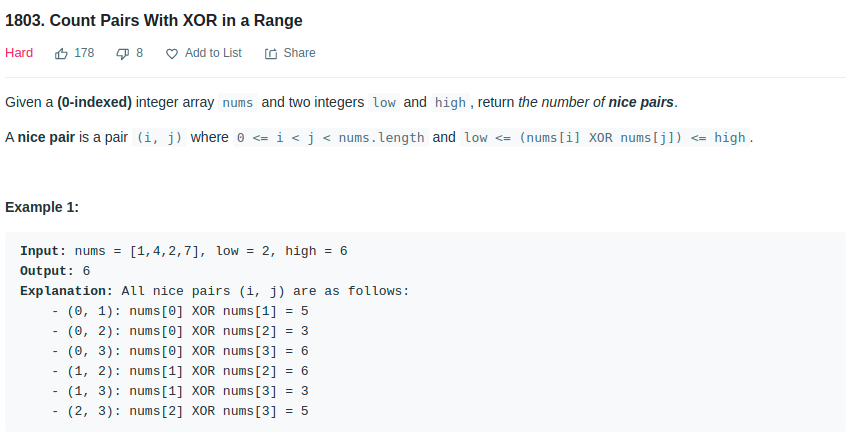 1803. Count Pairs With XOR in a Range
Hard 178 8 Add to List Share
Given a (0-indexed) integer array nums and two integers low and high, return the number of nice pairs.
A nice pair is a pair (i, j) where 0 <= i < j < nums.length and low <= (nums[i] XOR nums[j]) <= high.
Example 1:
Input: nums = [1,4,2,7], low = 2, high = 6
Output: 6
Explanation: All nice pairs (i, j) are as follows:
- (0, 1): nums[0] XOR nums[1] = 5
- (0, 2): nums[0] XOR nums[2] = 3
- (0, 3): nums[0] XOR nums[3] = 6
- (1, 2): nums[1] XOR nums[2] = 6
- (1, 3): nums[1] XOR nums[3] = 3
- (2, 3): nums[2] XOR nums[3] = 5